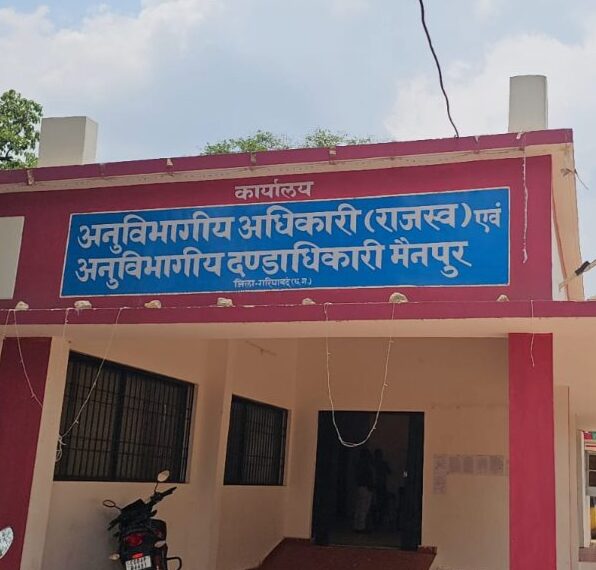 कार्यालय
अनुविभागीय अधिकारी (राजस्व) एवं
अनुविभागीय दण्डाधिकारी मैनपुर
जिला-गरियाबंद (छ.ग.)